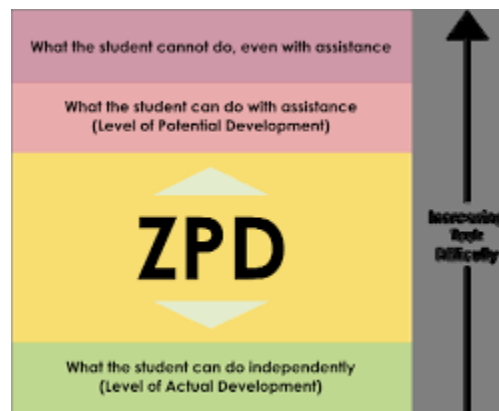 What the student cannot do, even with assistance
What the student can do with assistance
(Level of Potential Development)
ZPD
What the student can do independently
(Level of Actual Development)
Increasing
Task
Difficulty